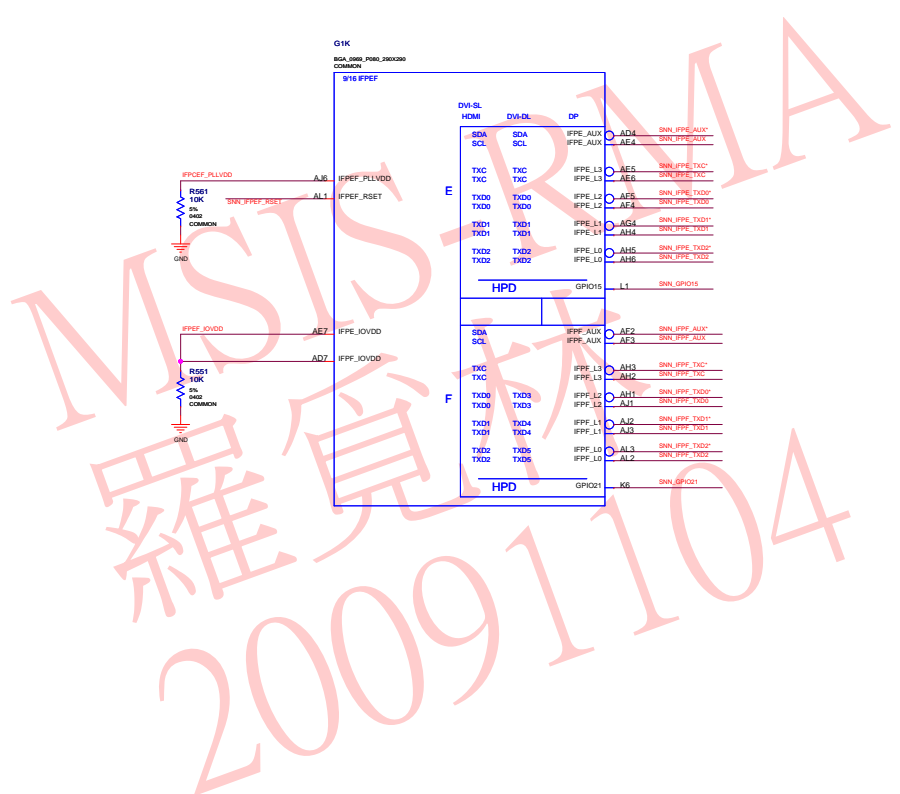 G1K
BGA_0969_P080_290X290
COMMON
9/16 IFPEF
DVI-SL
HDMI DVI-DL DP
SDA SDA IFPE_AUX AD4 SNN_IFPE_AUX*
SCL SCL IFPE_AUX AE4 SNN_IFPE_AUX
TXC TXC IFPE_L3 AE5 SNN_IFPE_TXC*
TXC TXC IFPE_L3 AE6 SNN_IFPE_TXC
IFPCEF_PLLVDD AJ6 IFPEF_PLLVDD
E
R561
10K
5%
0402
COMMON
GND
SNN_IFPEF_RSET AL1 IFPEF_RSET
TXD0 TXD0 IFPE_L2 AF5 SNN_IFPE_TXD0*
TXD0 TXD0 IFPE_L2 AF4 SNN_IFPE_TXD0
TXD1 TXD1 IFPE_L1 AG4 SNN_IFPE_TXD1*
TXD1 TXD1 IFPE_L1 AH4 SNN_IFPE_TXD1
TXD2 TXD2 IFPE_L0 AH5 SNN_IFPE_TXD2*
TXD2 TXD2 IFPE_L0 AH6 SNN_IFPE_TXD2
HPD GPIO15 L1 SNN_GPIO15
IFPEF_IOVDD AE7 IFPE_IOVDD
AD7 IFPF_IOVDD
R551
10K
5%
0402
COMMON
GND
SDA IFPF_AUX AF2 SNN_IFPF_AUX*
SCL IFPF_AUX AF3 SNN_IFPF_AUX
TXC IFPF_L3 AH3 SNN_IFPF_TXC*
TXC IFPF_L3 AH2 SNN_IFPF_TXC
F
TXD0 TXD3 IFPF_L2 AH1 SNN_IFPF_TXD0*
TXD0 TXD3 IFPF_L2 AJ1 SNN_IFPF_TXD0
TXD1 TXD4 IFPF_L1 AJ2 SNN_IFPF_TXD1*
TXD1 TXD4 IFPF_L1 AJ3 SNN_IFPF_TXD1
TXD2 TXD5 IFPF_L0 AL3 SNN_IFPF_TXD2*
TXD2 TXD5 IFPF_L0 AL2 SNN_IFPF_TXD2
HPD GPIO21 K6 SNN_GPIO21
MSIS-RMA
羅覓林
20091104